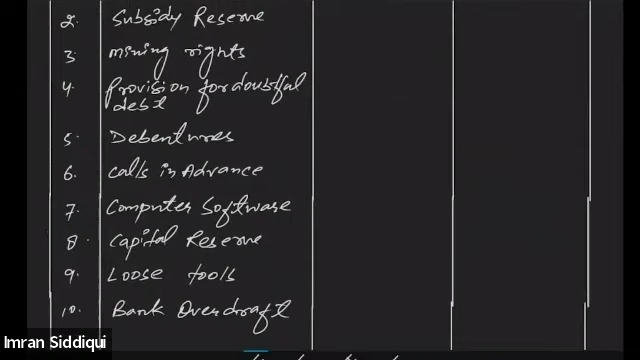 2. Subsidy Reserve
3. mining rights
4. Provision for doubtful
debt
5. Debentures
6. Calls in Advance
7. Computer Software
8. Capital Reserve
9. Loose tools
10. Bank Overdraft
Imran Siddiqui